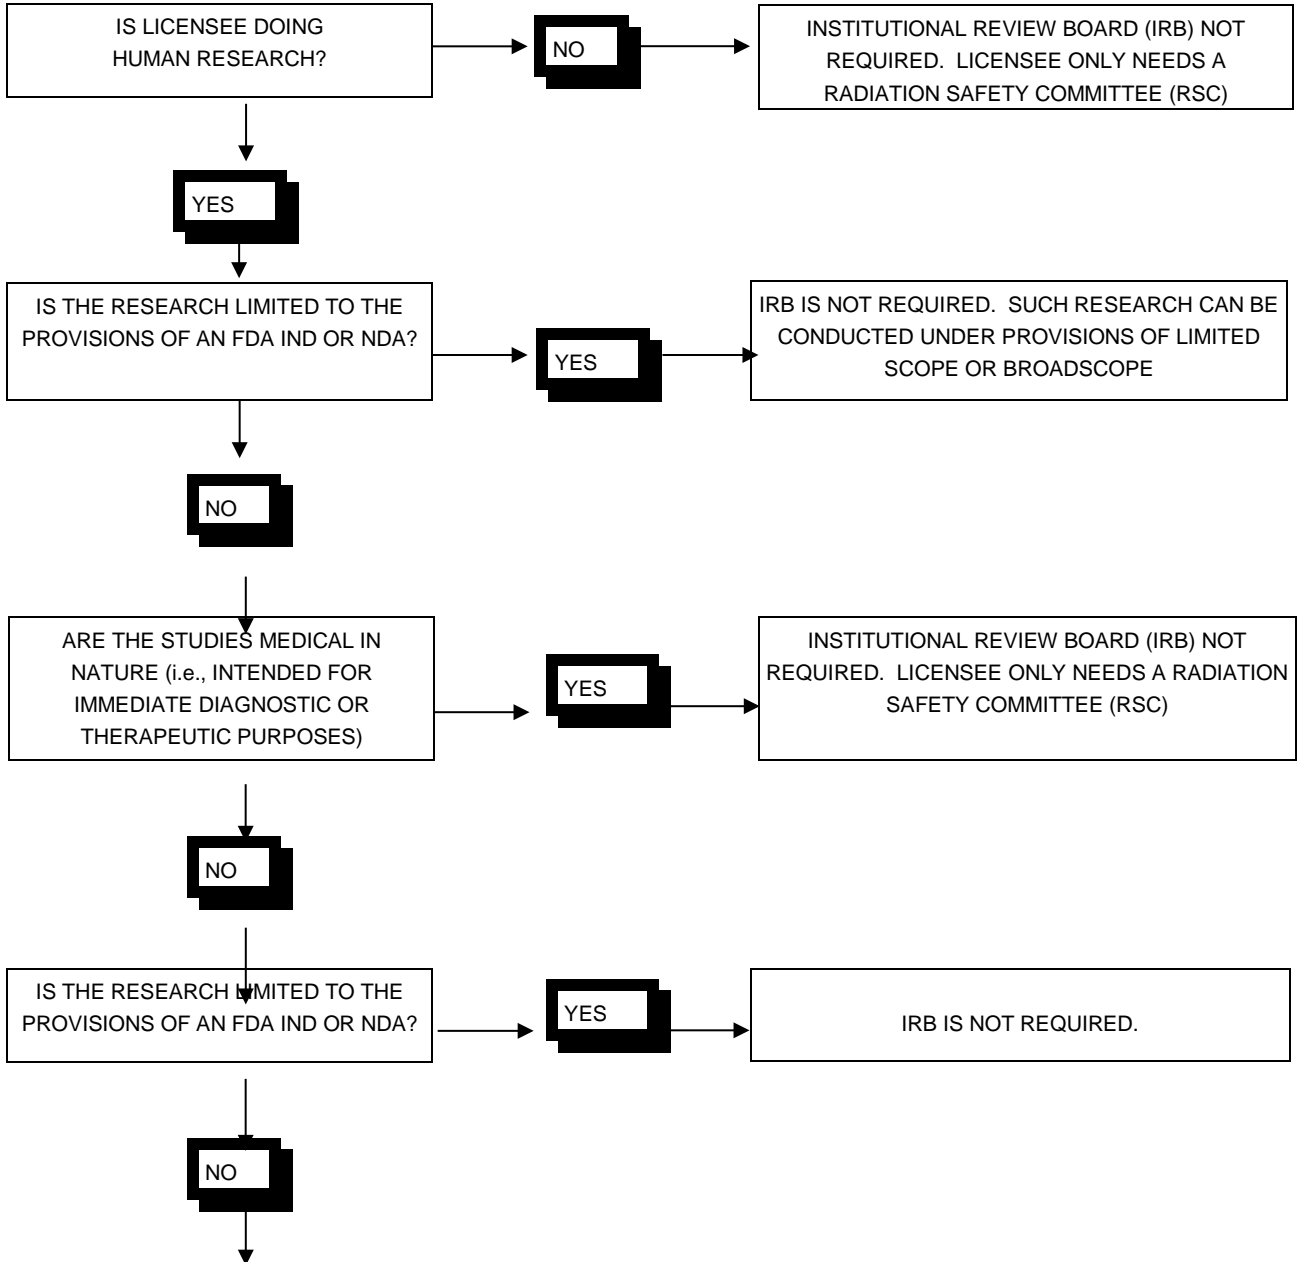 IS LICENSEE DOING
HUMAN RESEARCH?
NO
INSTITUTIONAL REVIEW BOARD (IRB) NOT
REQUIRED.  LICENSEE ONLY NEEDS A
RADIATION SAFETY COMMITTEE (RSC)
YES
IS THE RESEARCH LIMITED TO THE
PROVISIONS OF AN FDA IND OR NDA?
YES
IRB IS NOT REQUIRED.  SUCH RESEARCH CAN BE
CONDUCTED UNDER PROVISIONS OF LIMITED
SCOPE OR BROADSCOPE
NO
ARE THE STUDIES MEDICAL IN
NATURE (i.e., INTENDED FOR
IMMEDIATE DIAGNOSTIC OR
THERAPEUTIC PURPOSES)
YES
INSTITUTIONAL REVIEW BOARD (IRB) NOT
REQUIRED.  LICENSEE ONLY NEEDS A RADIATION
SAFETY COMMITTEE (RSC)
NO
IS THE RESEARCH LIMITED TO THE
PROVISIONS OF AN FDA IND OR NDA?
YES
IRB IS NOT REQUIRED.
NO